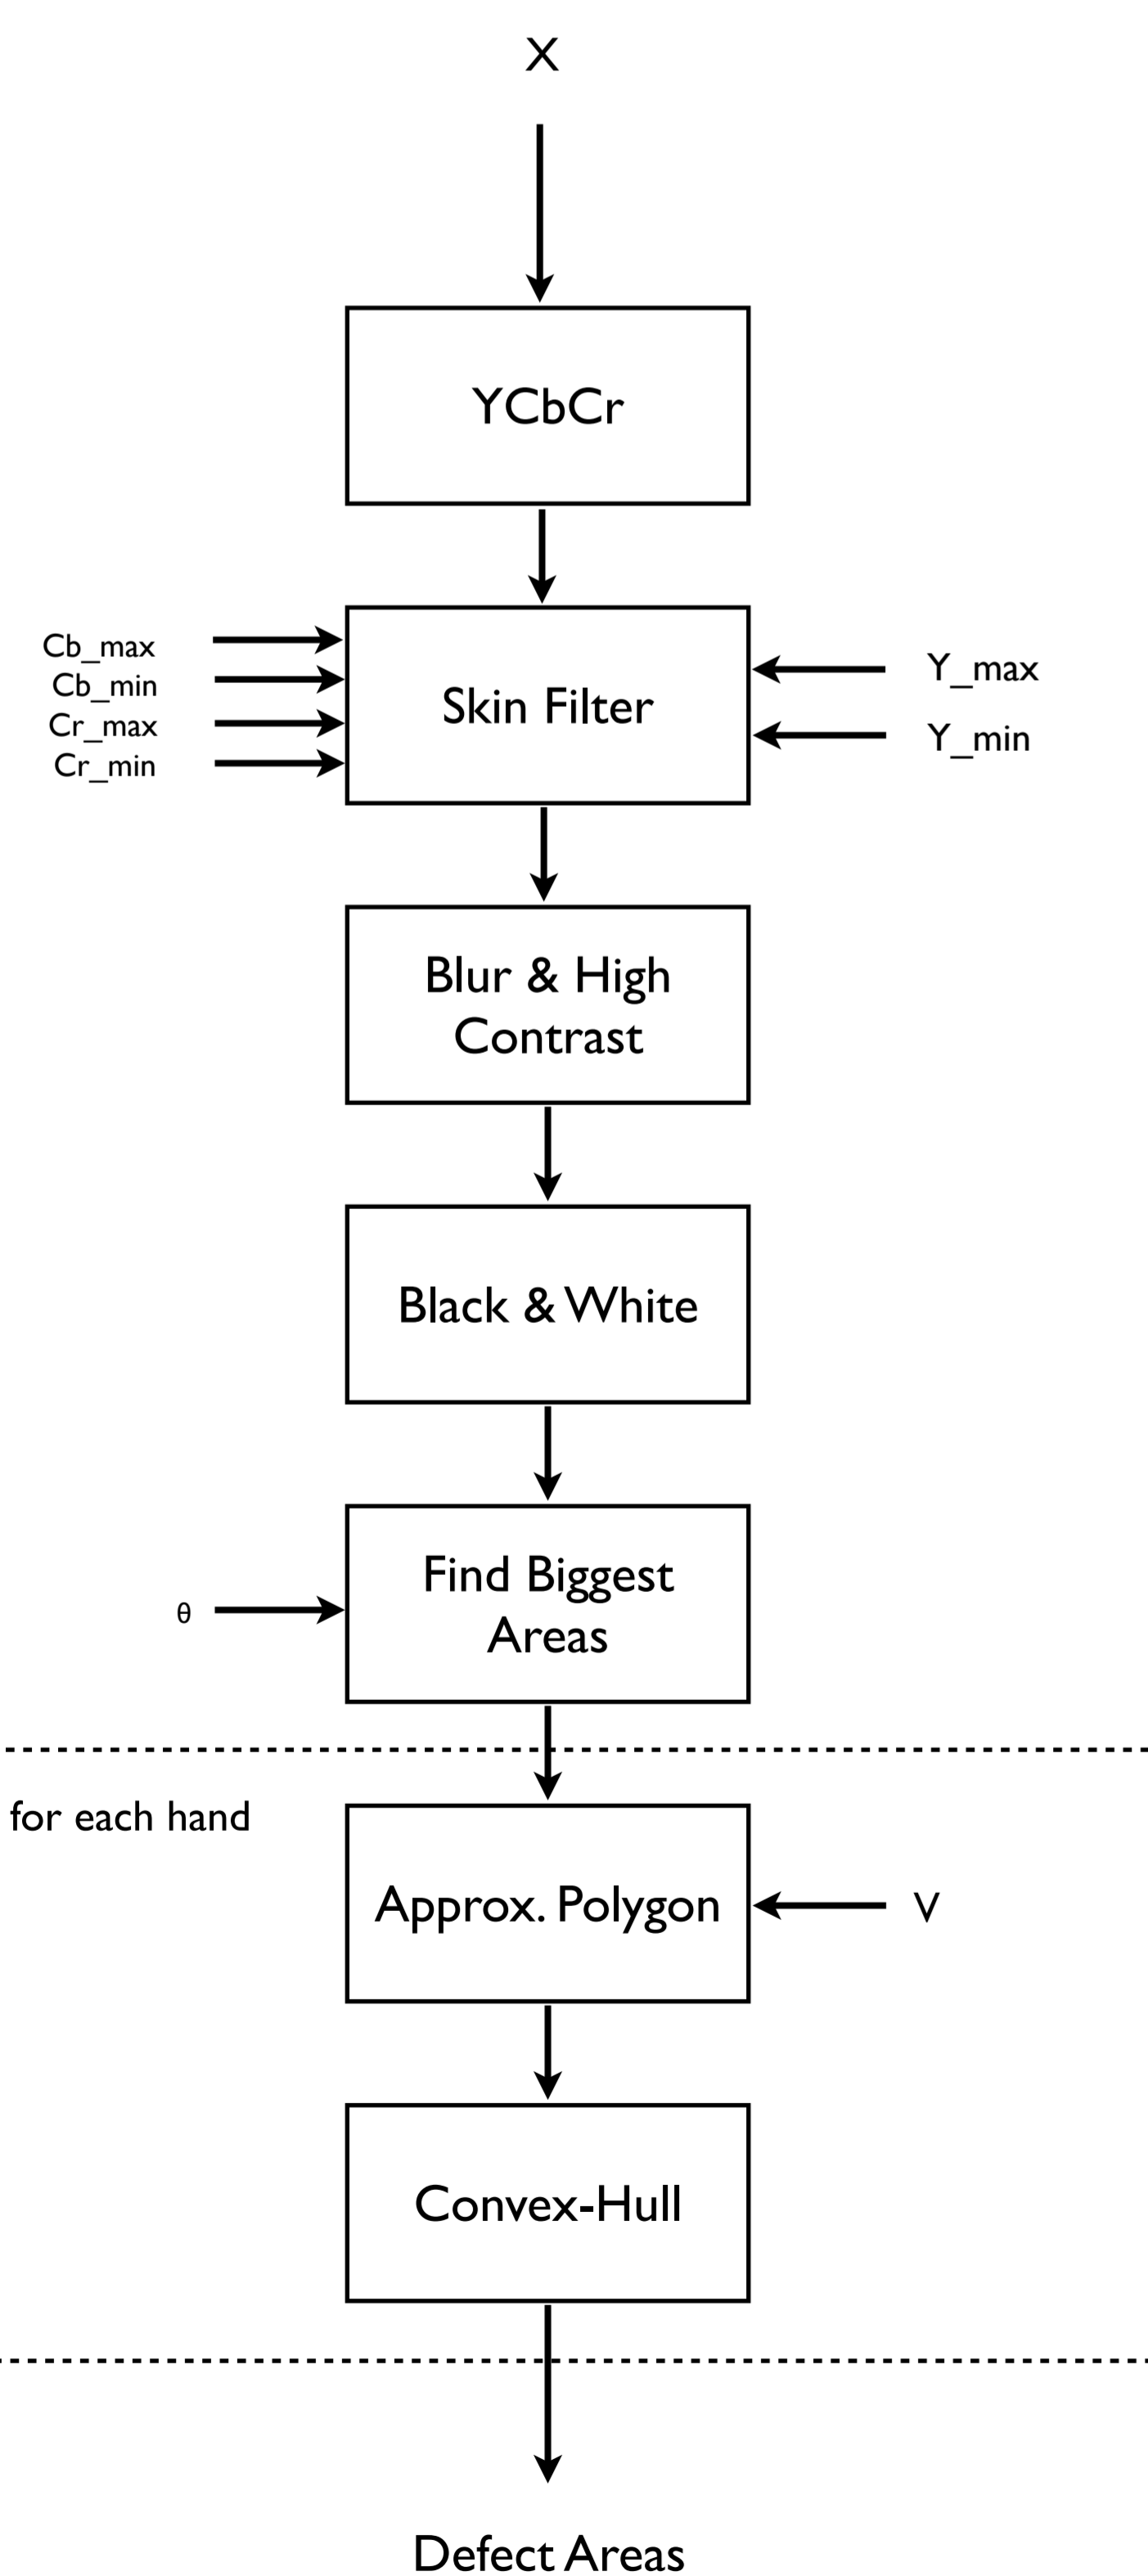 X
YCbCr
Cb_max
Cb_min
Cr_max
Cr_min
Skin Filter
Y_max
Y_min
Blur & High
Contrast
Black & White
Find Biggest
Areas
θ
for each hand
Approx. Polygon
V
Convex-Hull
Defect Areas